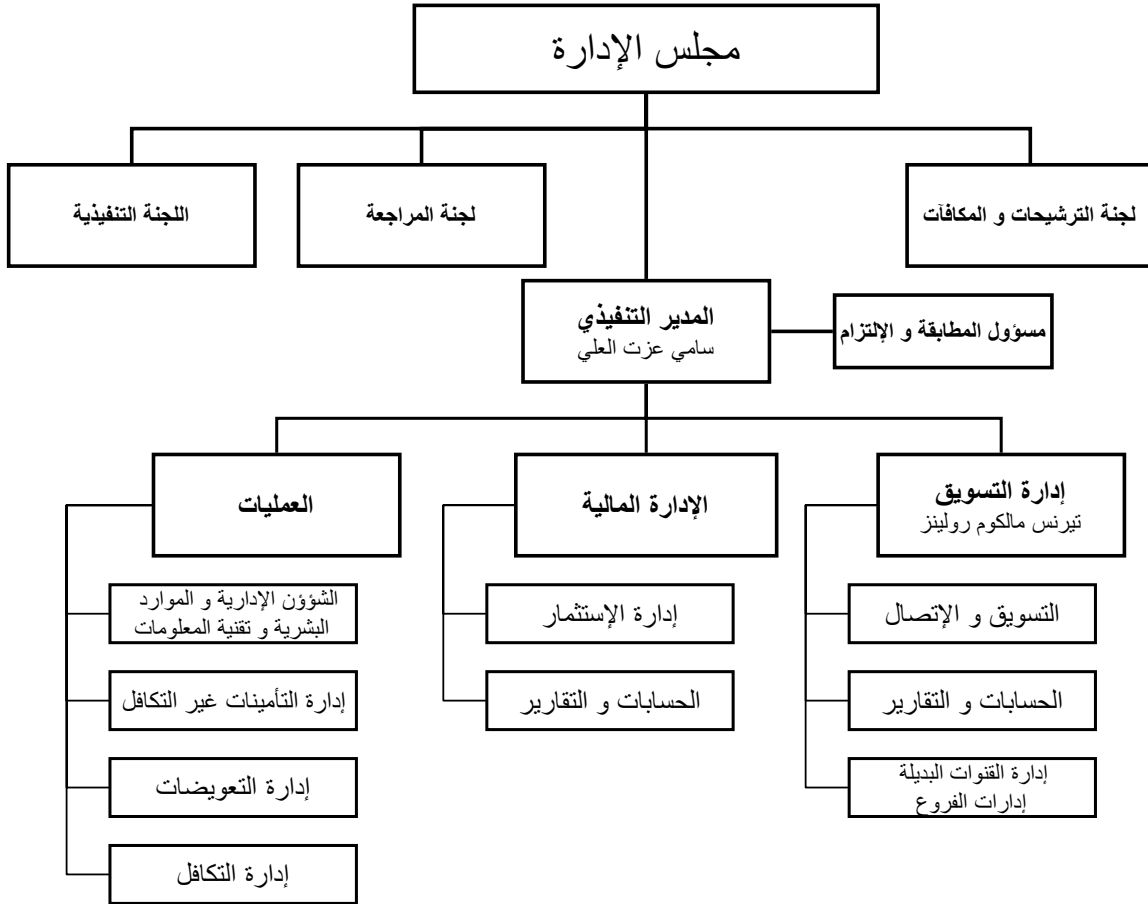 مجلس الإدارة
لجنة الترشيحات و المكافآت
لجنة المراجعة
اللجنة التنفيذية
المدير التنفيذي
سامي عزت العلي
مسؤول المطابقة و الإلتزام
إدارة التسويق
تيرنس مالكوم رولينز
الإدارة المالية
العمليات
التسويق و الإتصال
الحسابات و التقارير
إدارة القنوات البديلة
إدارات الفروع
إدارة الإستثمار
الحسابات و التقارير
الشؤؤن الإدارية و الموارد
البشرية و تقنية المعلومات
إدارة التأمينات غير التكافل
إدارة التعويضات
إدارة التكافل